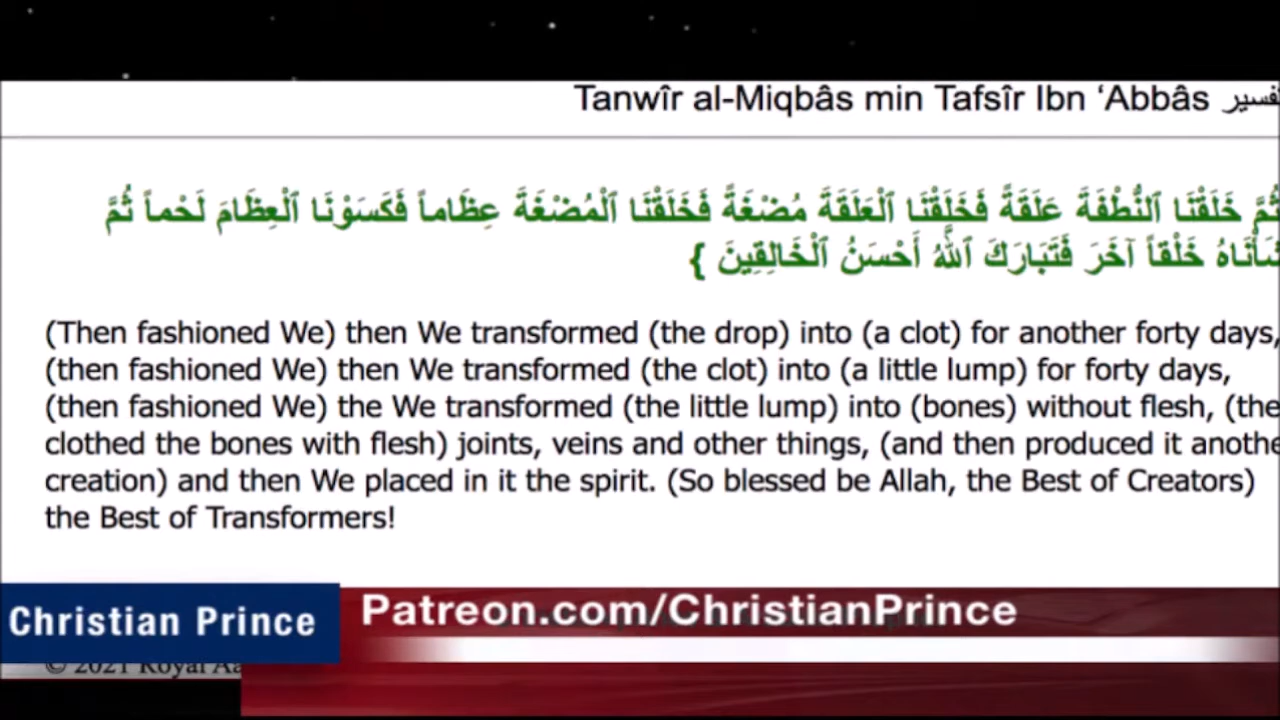 Tanwîr al-Miqbâs min Tafsîr Ibn ‘Abbâs
ثُمَّ خَلَقْنَا ٱلنُّطْفَةَ عَلَقَةً فَخَلَقْنَا ٱلْعَلَقَةَ مُضْغَةً فَخَلَقْنَا ٱلْمُضْغَةَ عِظَاماً فَكَسَوْنَا ٱلْعِظَامَ لَحْماً ثُمَّ
خَلْقاً آخَرَ فَتَبَارَكَ ٱللَّهُ أَحْسَنُ ٱلْخَالِقِينَ }
(Then fashioned We) then We transformed (the drop) into (a clot) for another forty days,
(then fashioned We) then We transformed (the clot) into (a little lump) for forty days,
(then fashioned We) the We transformed (the little lump) into (bones) without flesh, (the
clothed the bones with flesh) joints, veins and other things, (and then produced it anothe
creation) and then We placed in it the spirit. (So blessed be Allah, the Best of Creators)
the Best of Transformers!
Christian Prince
Patreon.com/ChristianPrince
© 2021 Royal